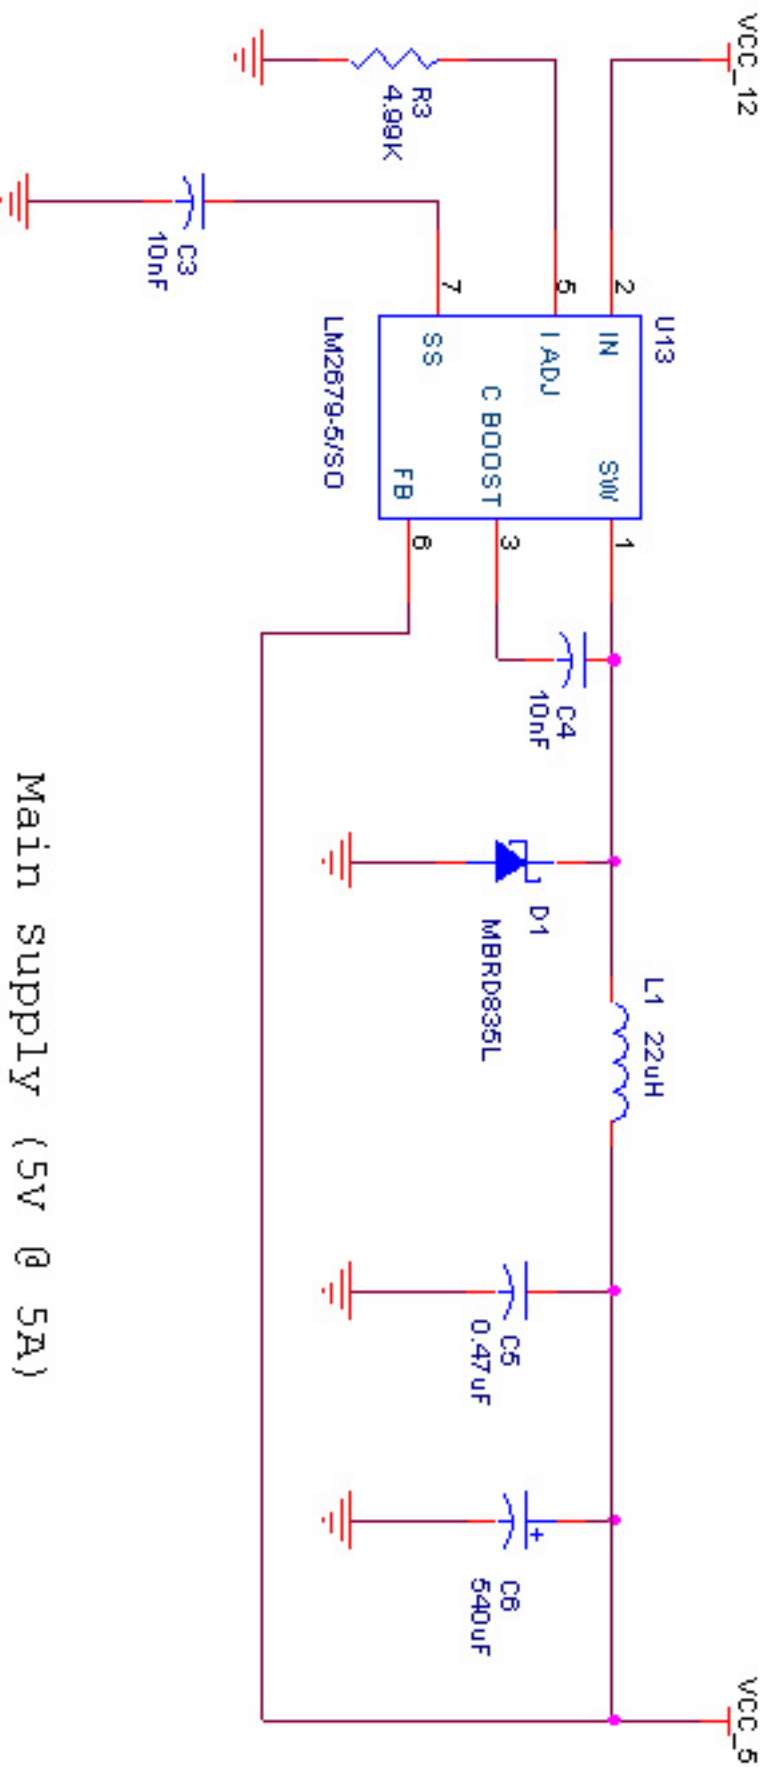 VCC_12
VCC_5
U13
L1 22uH
2
IN
SW
1
R3
4.99K
5
I ADJ
C BOOST
3
C4
10nF
D1
MBRD835L
C5
0.47uF
C6
540uF
7
SS
FB
6
C3
10nF
LM2679-5/SO
+
Main Supply (5V @ 5A)